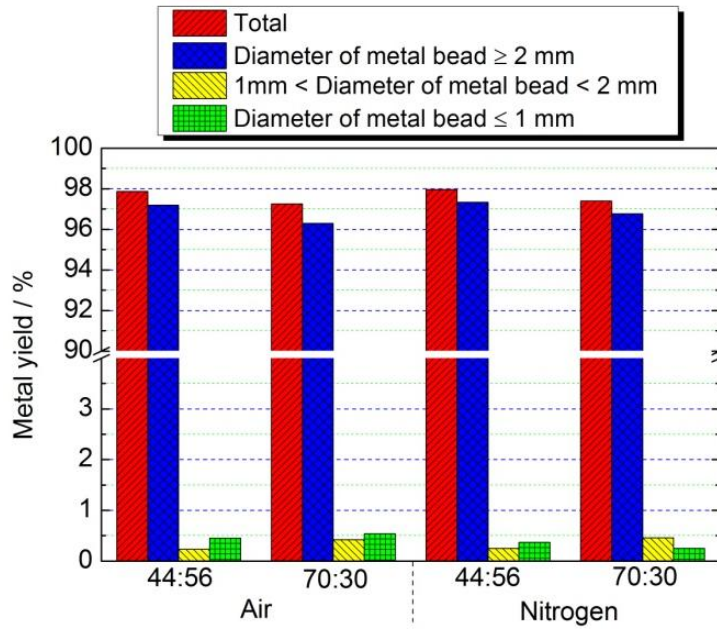 Total
Diameter of metal bead ≥ 2 mm
1mm < Diameter of metal bead < 2 mm
Diameter of metal bead ≤ 1 mm
100
98
96
94
92
90
3
2
1
0
Metal yield / %
44:56 70:30 44:56 70:30
Air Nitrogen